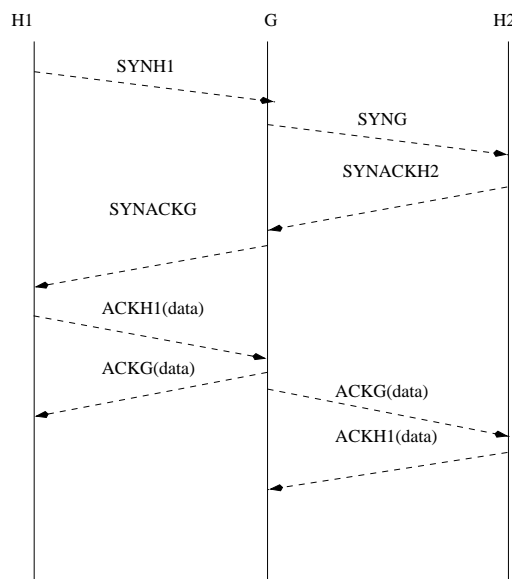 H1
G
H2
SYNH1
SYNG
SYNACKH2
SYNACKG
ACKH1(data)
ACKG(data)
ACKG(data)
ACKH1(data)